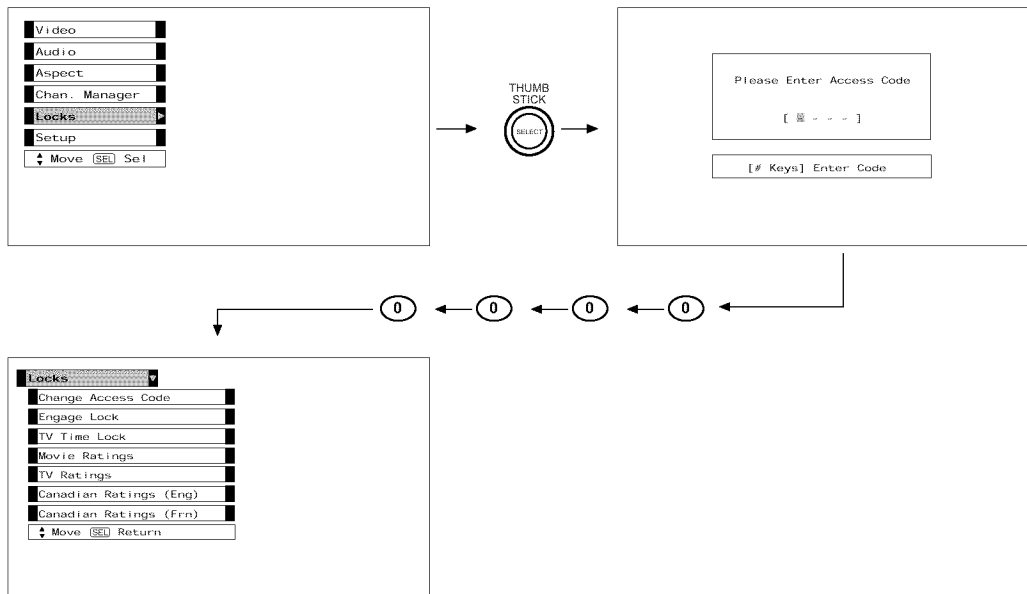 Video
Audio
Aspect
Chan. Manager
Locks
Setup
Move SEL Sel
THUMB
STICK
SELECT
Please Enter Access Code
[ - - - ]
[# Keys] Enter Code
0 0 0 0
Locks
Change Access Code
Engage Lock
TV Time Lock
Movie Ratings
TV Ratings
Canadian Ratings (Eng)
Canadian Ratings (Frn)
Move SEL Return